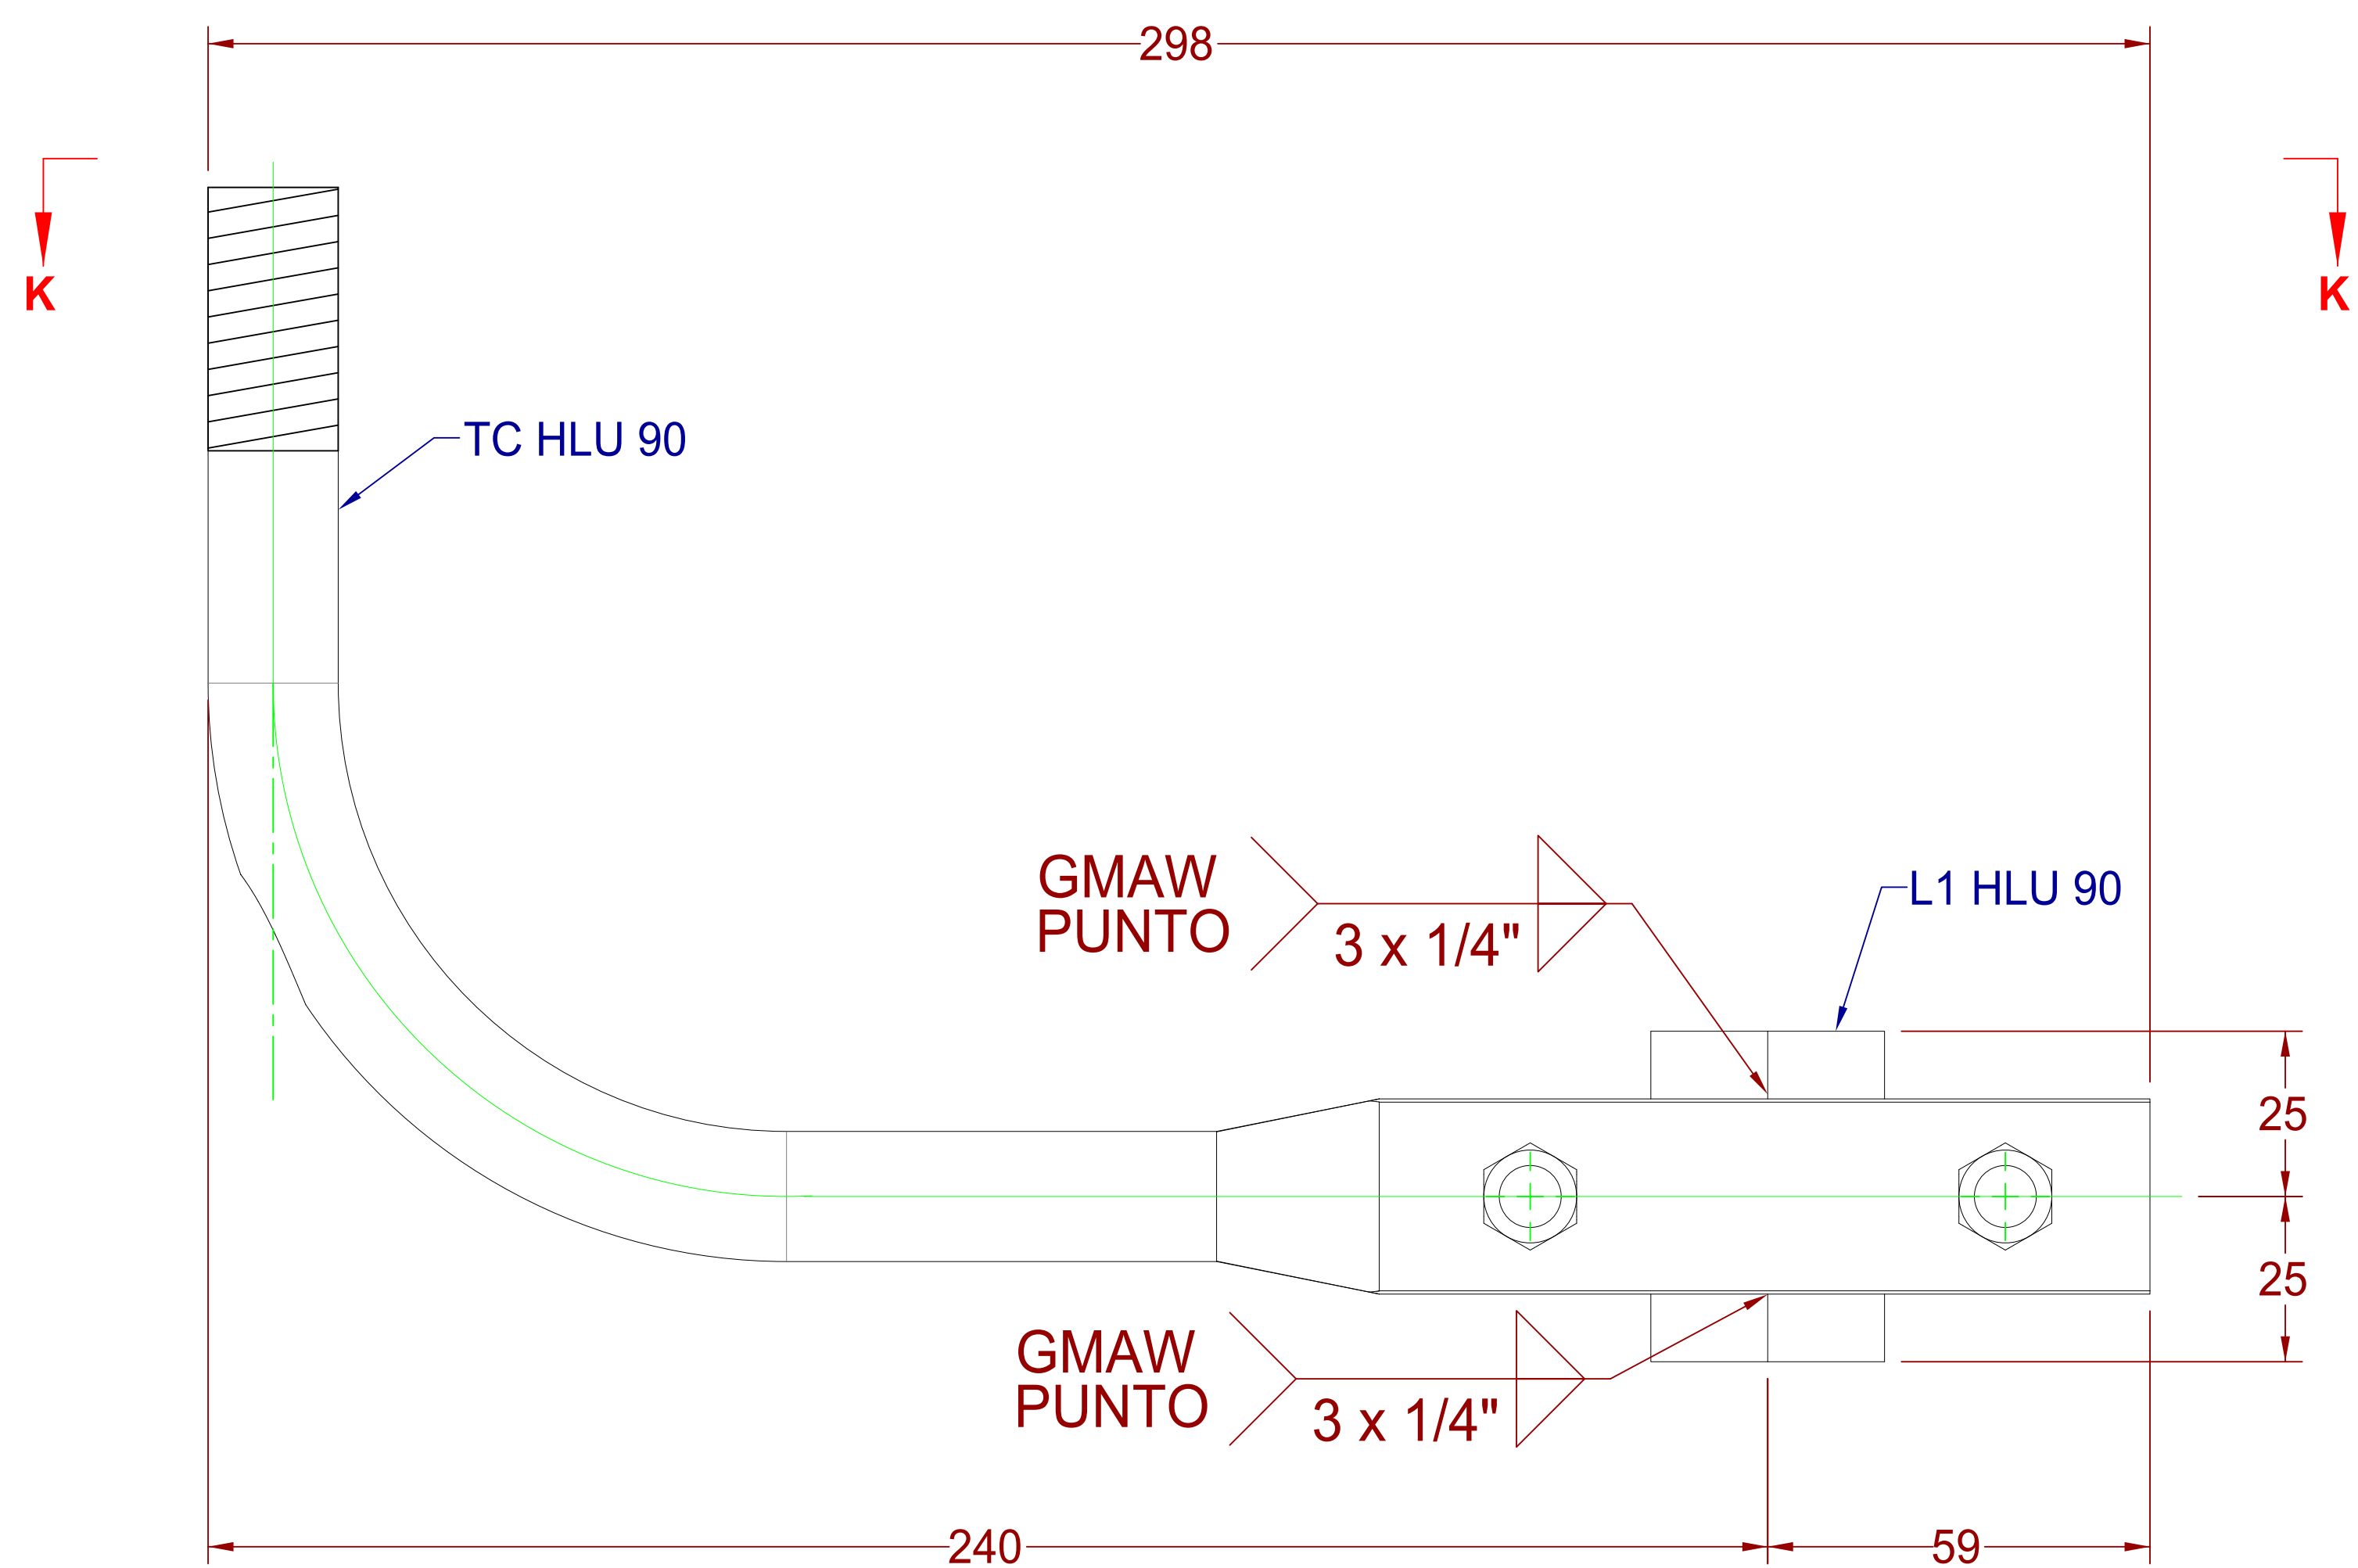 298
K
K
TC HLU 90
GMAW
PUNTO
3 x 1/4"
L1 HLU 90
25
25
GMAW
PUNTO
3 x 1/4"
240
59